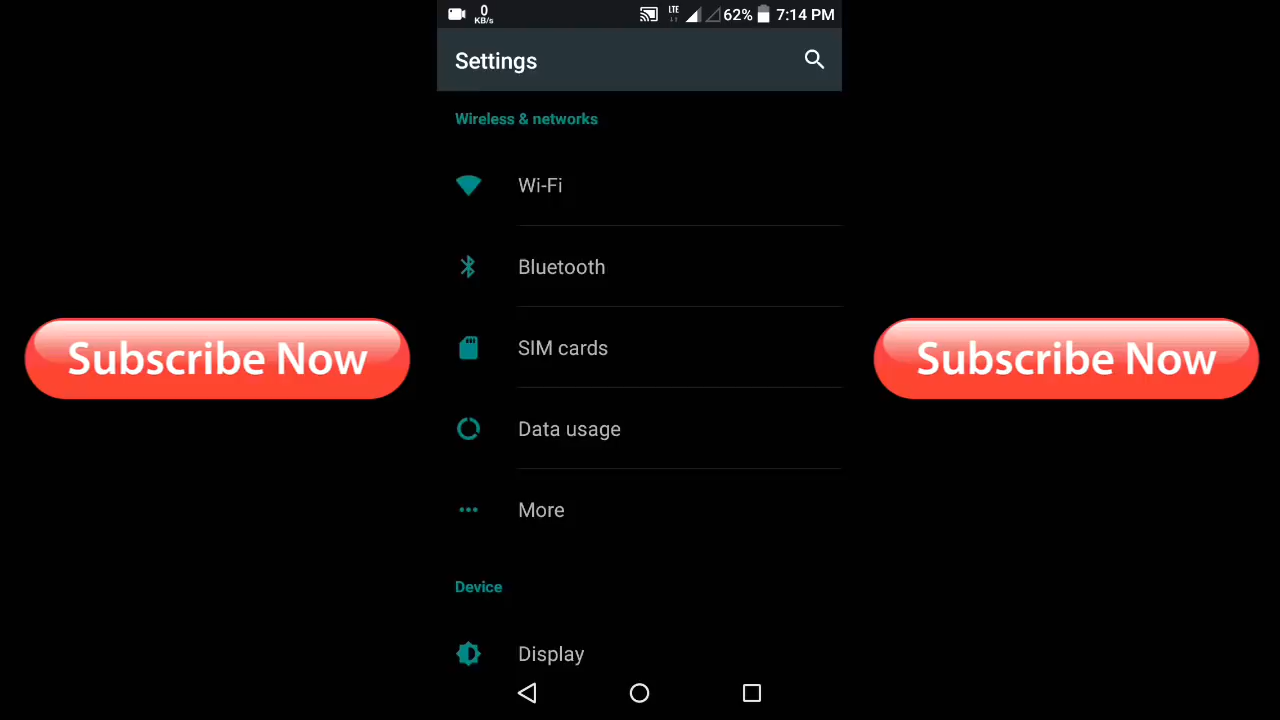 0
KB/s
LTE
62%
7:14 PM
Settings
Wireless & networks
Wi-Fi
Bluetooth
SIM cards
Data usage
More
Device
Display
Subscribe Now
Subscribe Now